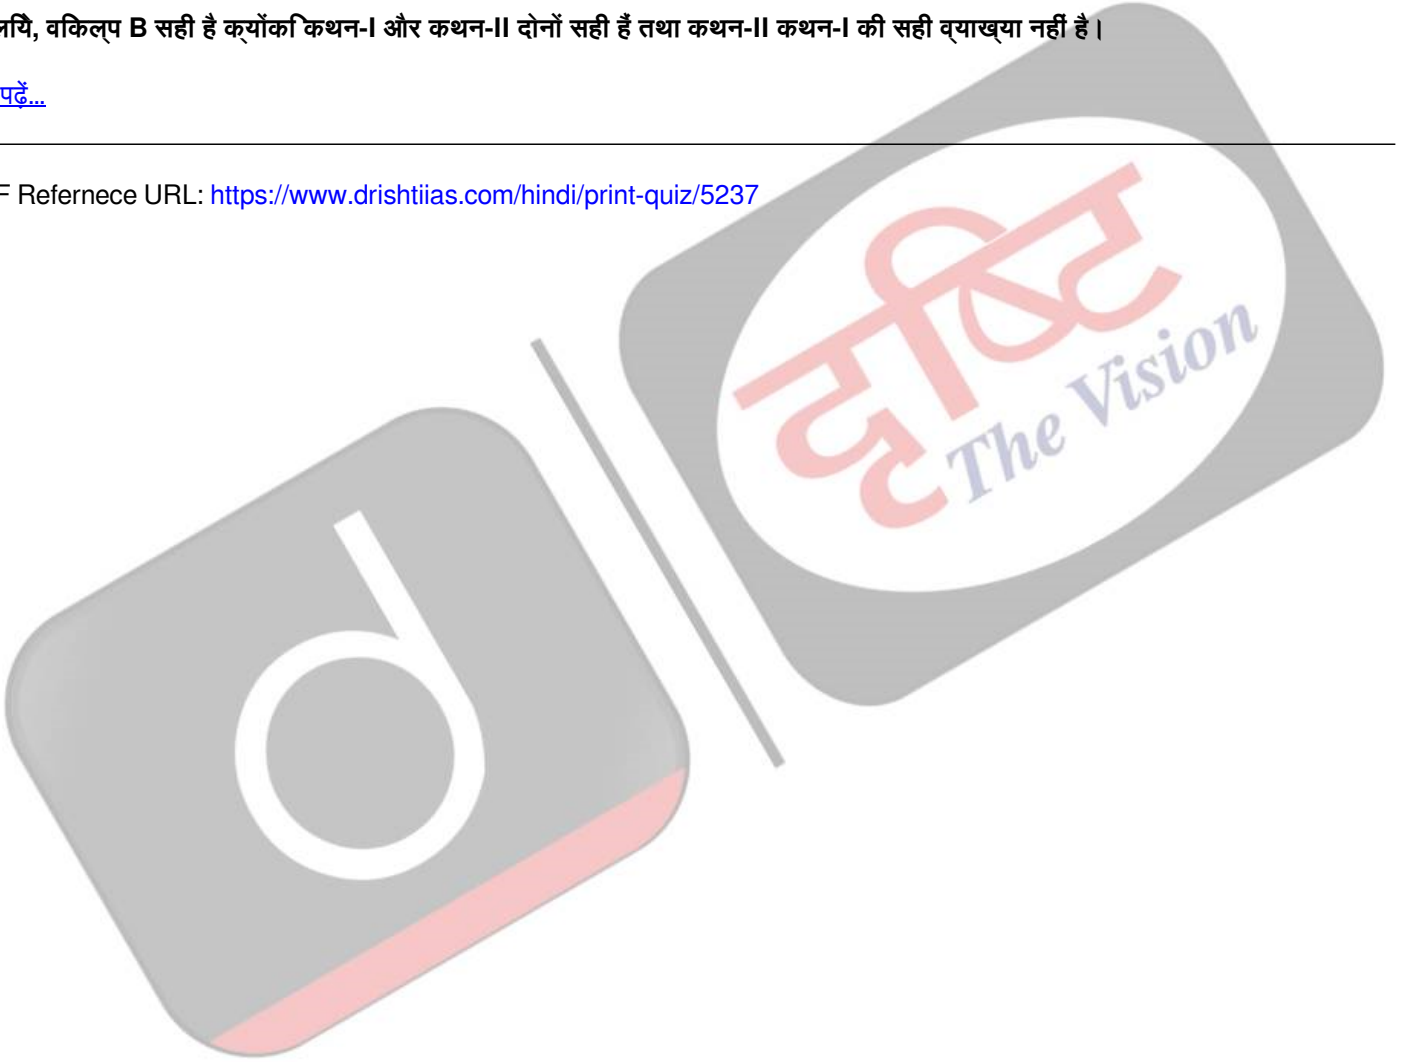 लिये, विकल्प B सही है क्योंकि कथन-I और कथन-II दोनों सही हैं तथा कथन-II कथन-I की सही व्याख्या नहीं है।
पढ़ें...
F Refernece URL: https://www.drishtiias.com/hindi/print-quiz/5237
दृष्टि
The Vision
d